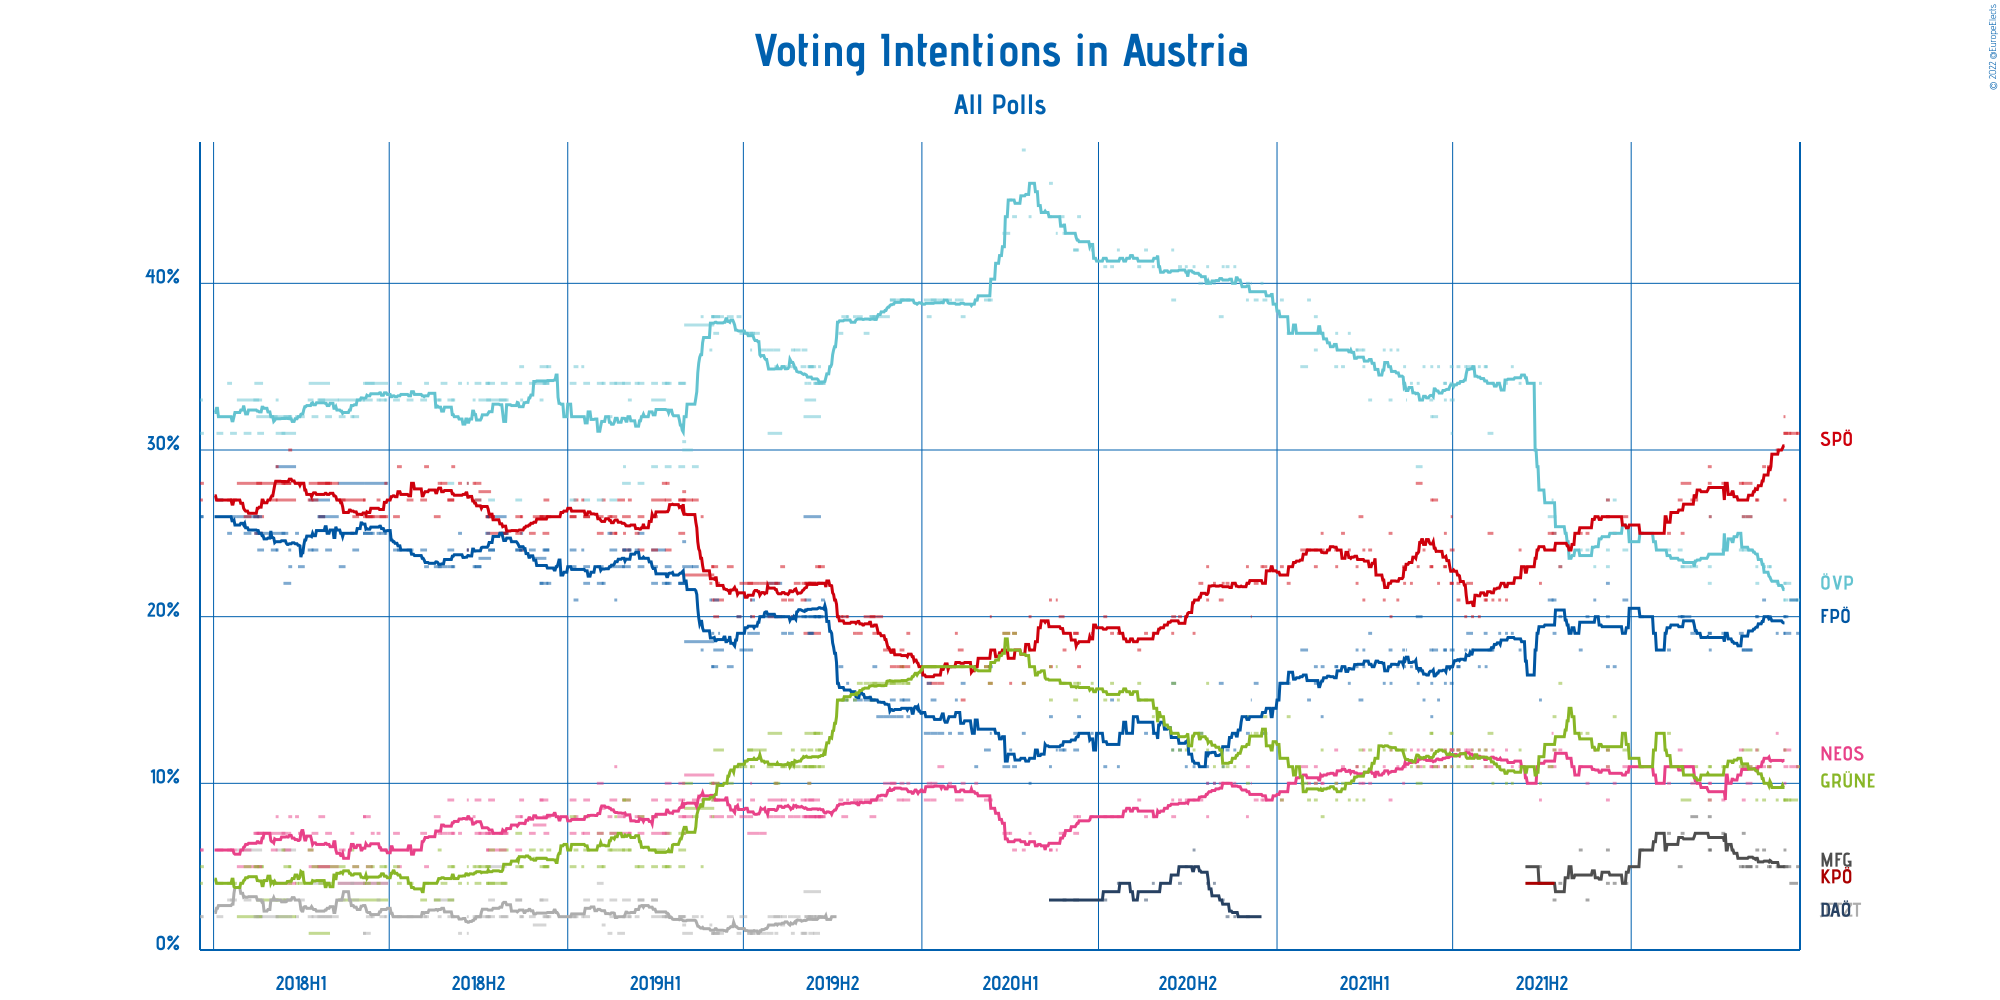 © 2022 @EuropeElects
Voting Intentions in Austria
All Polls
40%
30%
20%
10%
0%
SPÖ
ÖVP
FPÖ
NEOS
GRÜNE
MFG
KPÖ
DAÖ
2018H1
2018H2
2019H1
2019H2
2020H1
2020H2
2021H1
2021H2